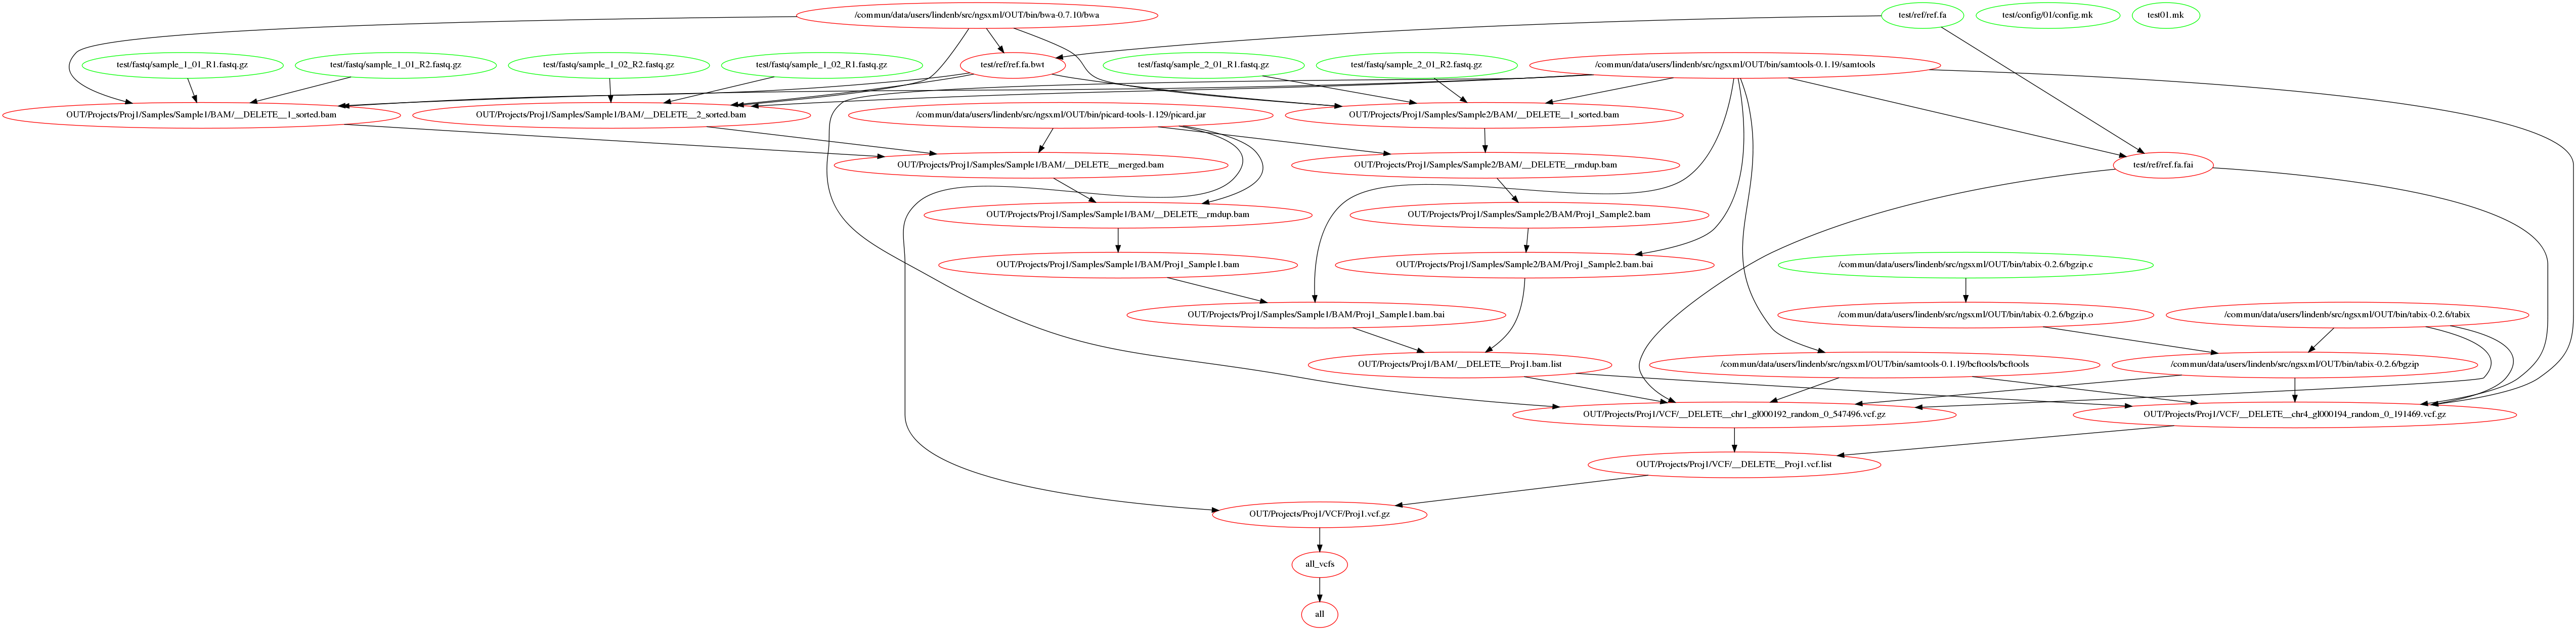 /commun/data/users/lindenb/src/ngsxml/OUT/bin/bwa-0.7.10/bwa
test/ref/ref.fa
test/config/01/config.mk
test01.mk
test/fastq/sample_1_01_R1.fastq.gz
test/fastq/sample_1_01_R2.fastq.gz
test/fastq/sample_1_02_R2.fastq.gz
test/fastq/sample_1_02_R1.fastq.gz
test/ref/ref.fa.bwt
test/fastq/sample_2_01_R1.fastq.gz
test/fastq/sample_2_01_R2.fastq.gz
/commun/data/users/lindenb/src/ngsxml/OUT/bin/samtools-0.1.19/samtools
OUT/Projects/Proj1/Samples/Sample1/BAM/__DELETE__1_sorted.bam
OUT/Projects/Proj1/Samples/Sample1/BAM/__DELETE__2_sorted.bam
/commun/data/users/lindenb/src/ngsxml/OUT/bin/picard-tools-1.129/picard.jar
OUT/Projects/Proj1/Samples/Sample2/BAM/__DELETE__1_sorted.bam
OUT/Projects/Proj1/Samples/Sample1/BAM/__DELETE__merged.bam
OUT/Projects/Proj1/Samples/Sample2/BAM/__DELETE__rmdup.bam
test/ref/ref.fa.fai
OUT/Projects/Proj1/Samples/Sample1/BAM/__DELETE__rmdup.bam
OUT/Projects/Proj1/Samples/Sample2/BAM/Proj1_Sample2.bam
OUT/Projects/Proj1/Samples/Sample1/BAM/Proj1_Sample1.bam
OUT/Projects/Proj1/Samples/Sample2/BAM/Proj1_Sample2.bam.bai
/commun/data/users/lindenb/src/ngsxml/OUT/bin/tabix-0.2.6/bgzip.c
OUT/Projects/Proj1/Samples/Sample1/BAM/Proj1_Sample1.bam.bai
/commun/data/users/lindenb/src/ngsxml/OUT/bin/tabix-0.2.6/bgzip.o
/commun/data/users/lindenb/src/ngsxml/OUT/bin/tabix-0.2.6/tabix
OUT/Projects/Proj1/BAM/__DELETE__Proj1.bam.list
/commun/data/users/lindenb/src/ngsxml/OUT/bin/samtools-0.1.19/bcftools/bcftools
/commun/data/users/lindenb/src/ngsxml/OUT/bin/tabix-0.2.6/bgzip
OUT/Projects/Proj1/VCF/__DELETE__chr1_gl000192_random_0_547496.vcf.gz
OUT/Projects/Proj1/VCF/__DELETE__chr4_gl000194_random_0_191469.vcf.gz
OUT/Projects/Proj1/VCF/__DELETE__Proj1.vcf.list
OUT/Projects/Proj1/VCF/Proj1.vcf.gz
all_vcfs
all